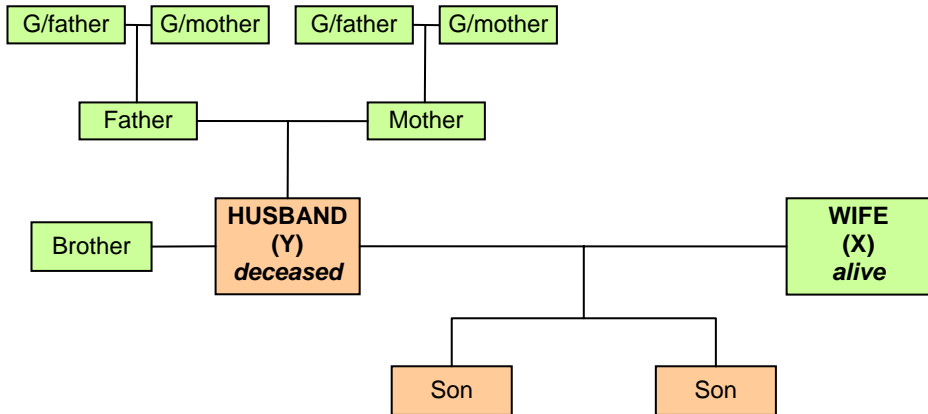 G/father G/mother G/father G/mother
Father Mother
HUSBAND
(Y)
deceased
WIFE
(X)
alive
Brother
Son Son